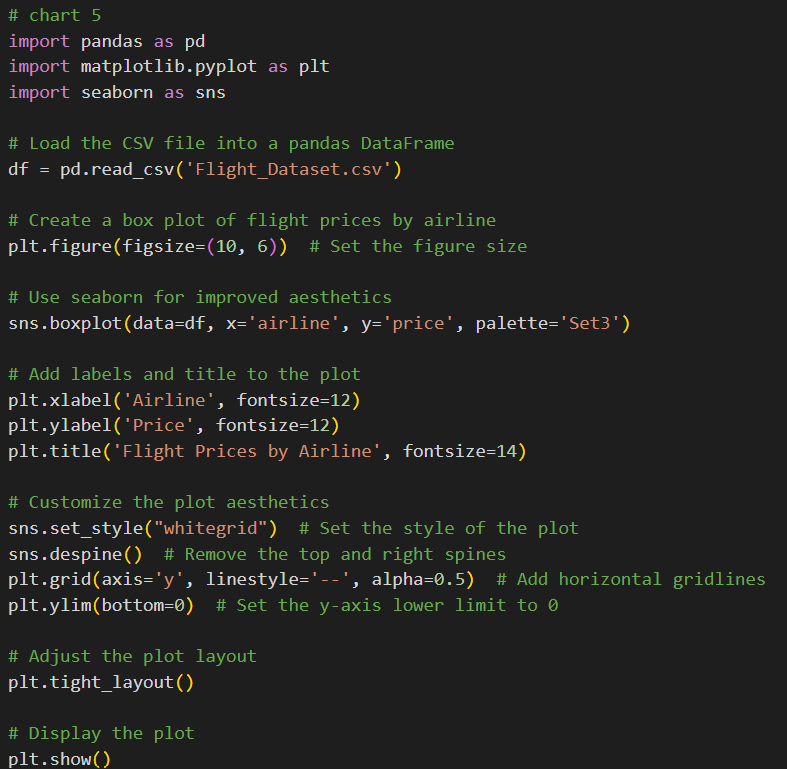 # chart 5
import pandas as pd
import matplotlib.pyplot as plt
import seaborn as sns
# Load the CSV file into a pandas DataFrame
df = pd.read_csv('Flight_Dataset.csv')
# Create a box plot of flight prices by airline
plt.figure(figsize=(10, 6))  # Set the figure size
# Use seaborn for improved aesthetics
sns.boxplot(data=df, x='airline', y='price', palette='Set3')
# Add labels and title to the plot
plt.xlabel('Airline', fontsize=12)
plt.ylabel('Price', fontsize=12)
plt.title('Flight Prices by Airline', fontsize=14)
# Customize the plot aesthetics
sns.set_style("whitegrid")  # Set the style of the plot
sns.despine()  # Remove the top and right spines
plt.grid(axis='y', linestyle='--', alpha=0.5)  # Add horizontal gridlines
plt.ylim(bottom=0)  # Set the y-axis lower limit to 0
# Adjust the plot layout
plt.tight_layout()
# Display the plot
plt.show()